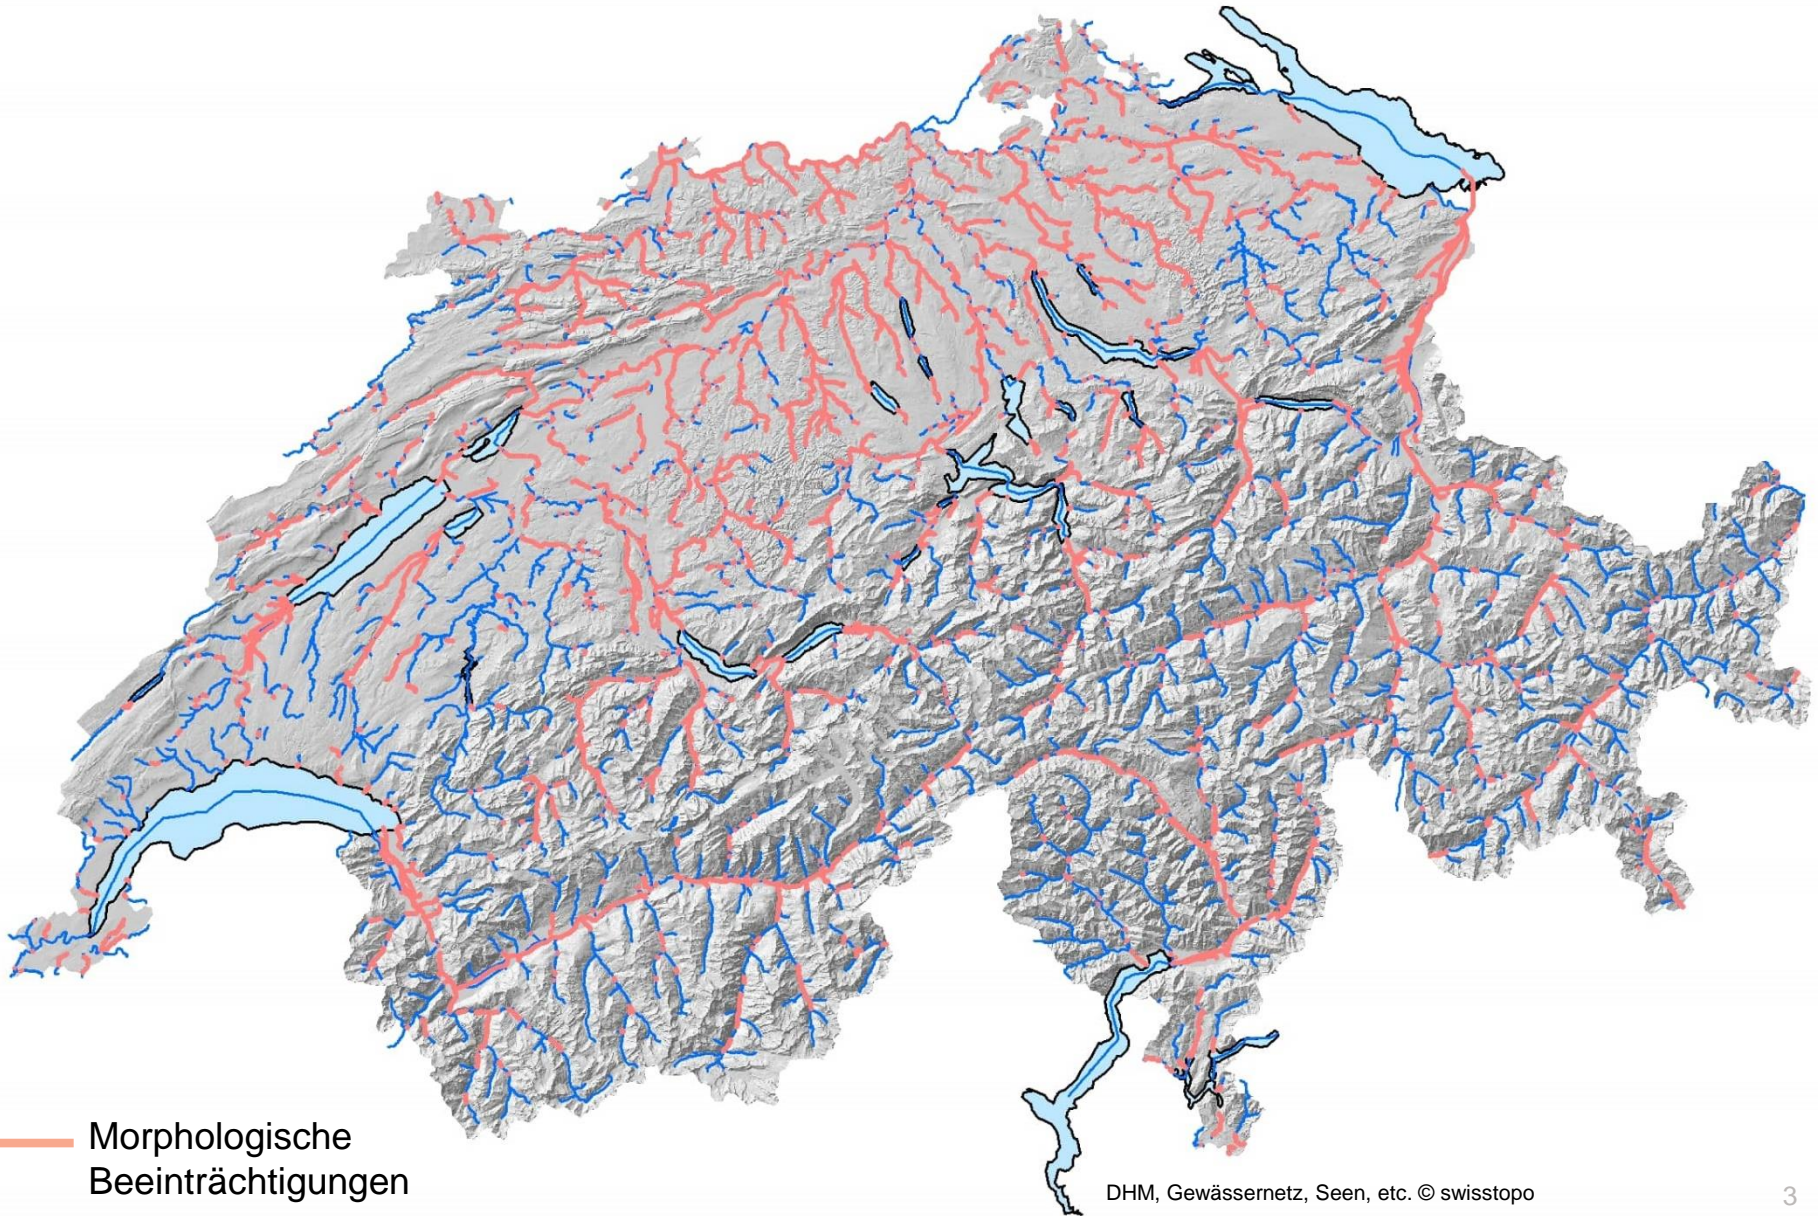 Morphologische
Beeinträchtigungen
DHM, Gewässernetz, Seen, etc. © swisstopo
3